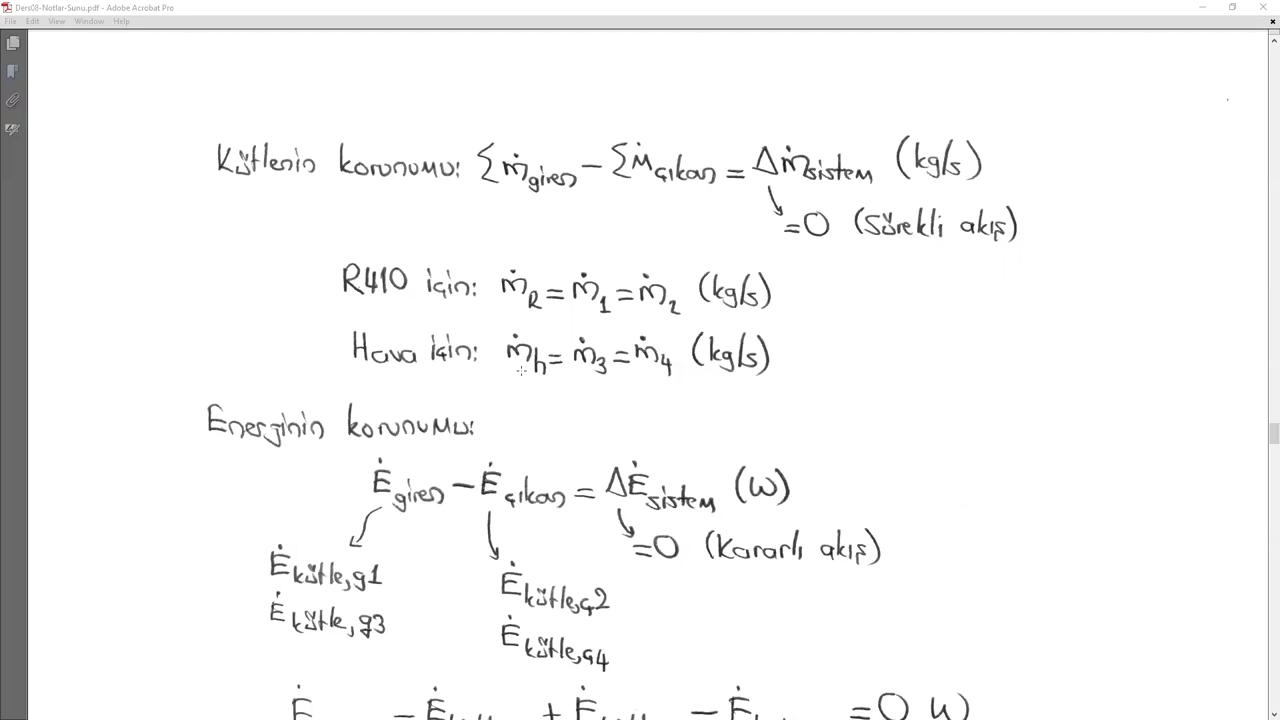 Ders08-Notlar-Sunu.pdf - Adobe Acrobat Pro
File Edit View Window Help
Kütlenin korunumu: Σṁgiren − Σṁçıkan = Δṁsistem (kg/s)
=0 (Sürekli akış)
R410 için: ṁR = ṁ1 = ṁ2 (kg/s)
Hava için: ṁh = ṁ3 = ṁ4 (kg/s)
Energinin korunumu:
Ėgiren − Ėçıkan = ΔĖsistem (W)
=0 (Kararlı akış)
Ėkütle,g1
Ėkütle,g3
Ėkütle,ç2
Ėkütle,ç4
Ė − Ė + Ė − Ė = 0 W